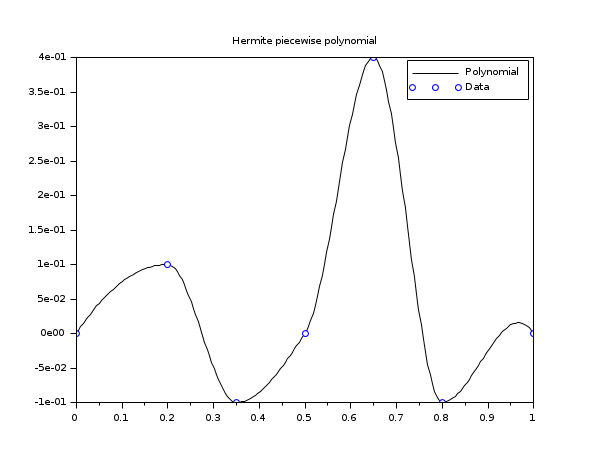 Hermite piecewise polynomial
4e-01
3.5e-01
3e-01
2.5e-01
2e-01
1.5e-01
1e-01
5e-02
0e00
-5e-02
-1e-01
Polynomial
Data
0 0.1 0.2 0.3 0.4 0.5 0.6 0.7 0.8 0.9 1